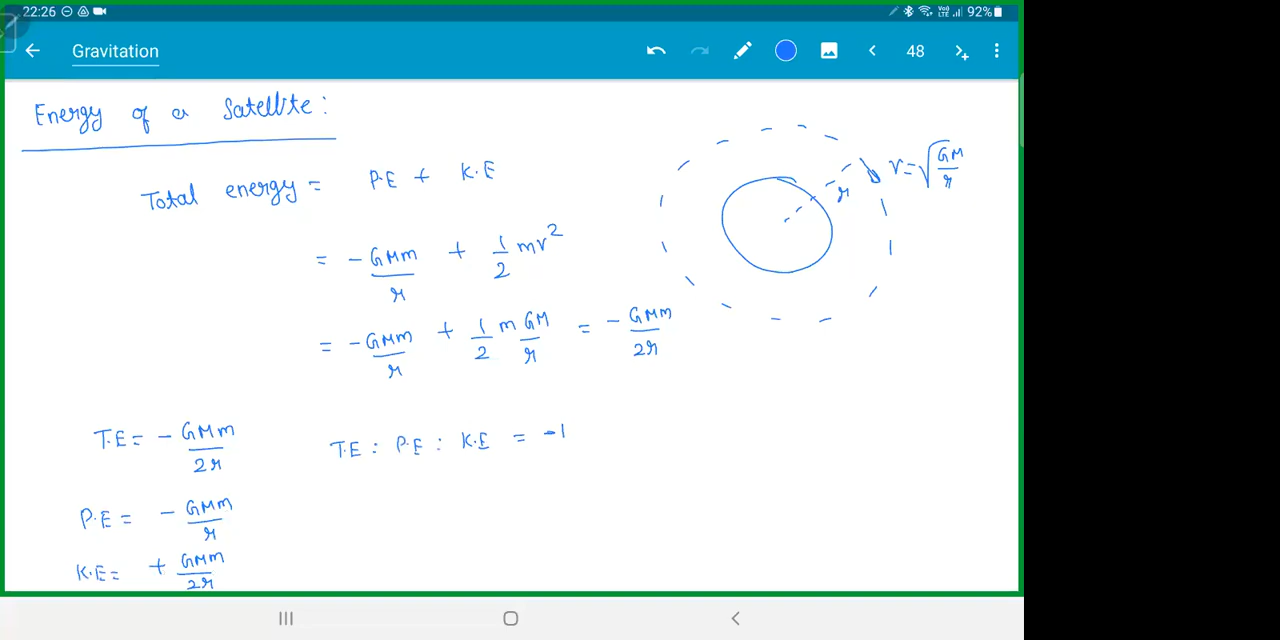 22:26 92%
Gravitation 48
Energy of a Satellite:
Total energy = P.E + K.E
v = √(GM/r)
r
= -GMm/r + 1/2 mv²
= -GMm/r + 1/2 m GM/r = -GMm/2r
T.E = -GMm/2r
T.E : P.E : K.E = -1
P.E = -GMm/r
K.E = +GMm/2r